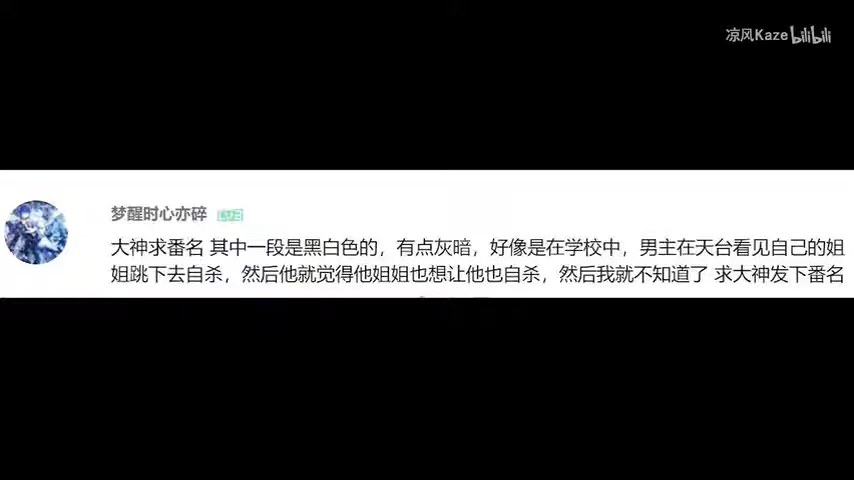 凉风Kaze bilibili
梦醒时心亦碎 LV2
大神求番名 其中一段是黑白色的，有点灰暗，好像是在学校中，男主在天台看见自己的姐
姐跳下去自杀，然后他就觉得他姐姐也想让他也自杀，然后我就不知道了 求大神发下番名